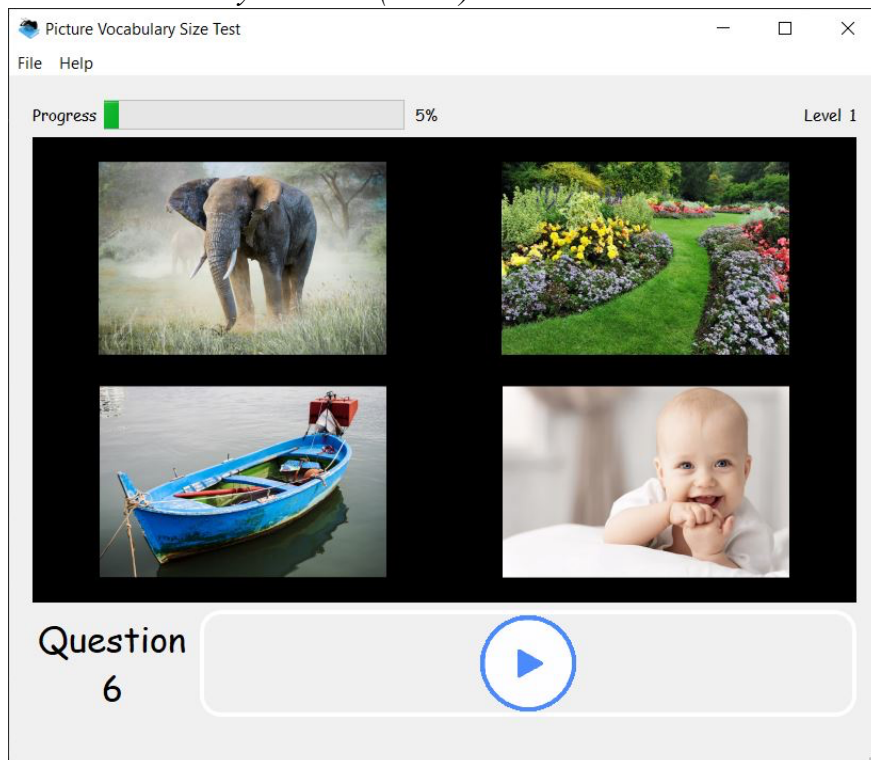 Picture Vocabulary Size Test
File Help
Progress 5% Level 1
Question
6